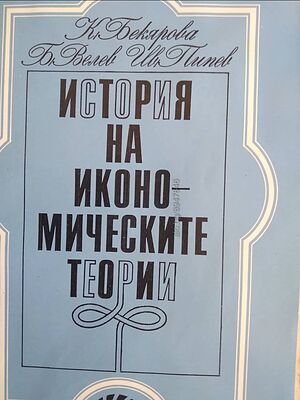 К. Бекярова
Б. Велев Ив. Пипев
ИСТОРИЯ
НА
ИКОНО-
МИЧЕСКИТЕ
ТЕОРИИ